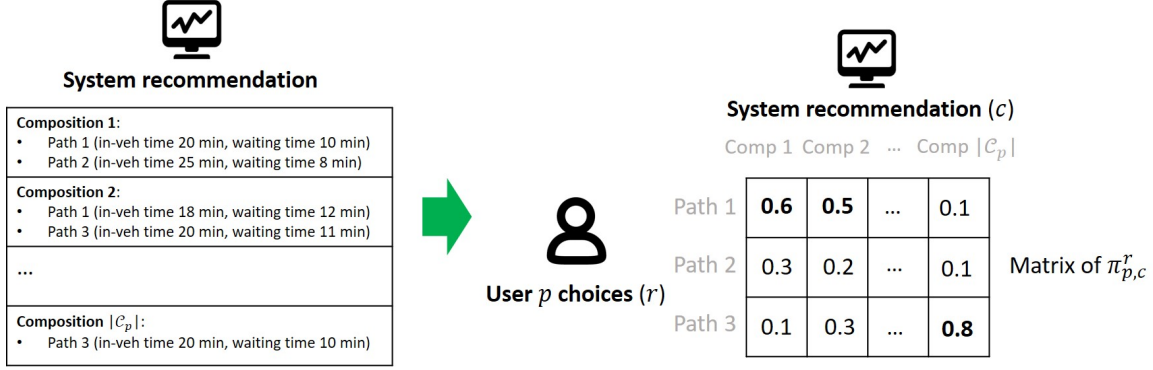 System recommendation
Composition 1:
• Path 1 (in-veh time 20 min, waiting time 10 min)
• Path 2 (in-veh time 25 min, waiting time 8 min)
Composition 2:
• Path 1 (in-veh time 18 min, waiting time 12 min)
• Path 3 (in-veh time 20 min, waiting time 11 min)
...
Composition |𝒞ₚ|:
• Path 3 (in-veh time 20 min, waiting time 10 min)
User p choices (r)
System recommendation (c)
Comp 1 Comp 2 ... Comp |𝒞ₚ|
Path 1 0.6 0.5 ... 0.1
Path 2 0.3 0.2 ... 0.1
Path 3 0.1 0.3 ... 0.8
Matrix of π^r_{p,c}